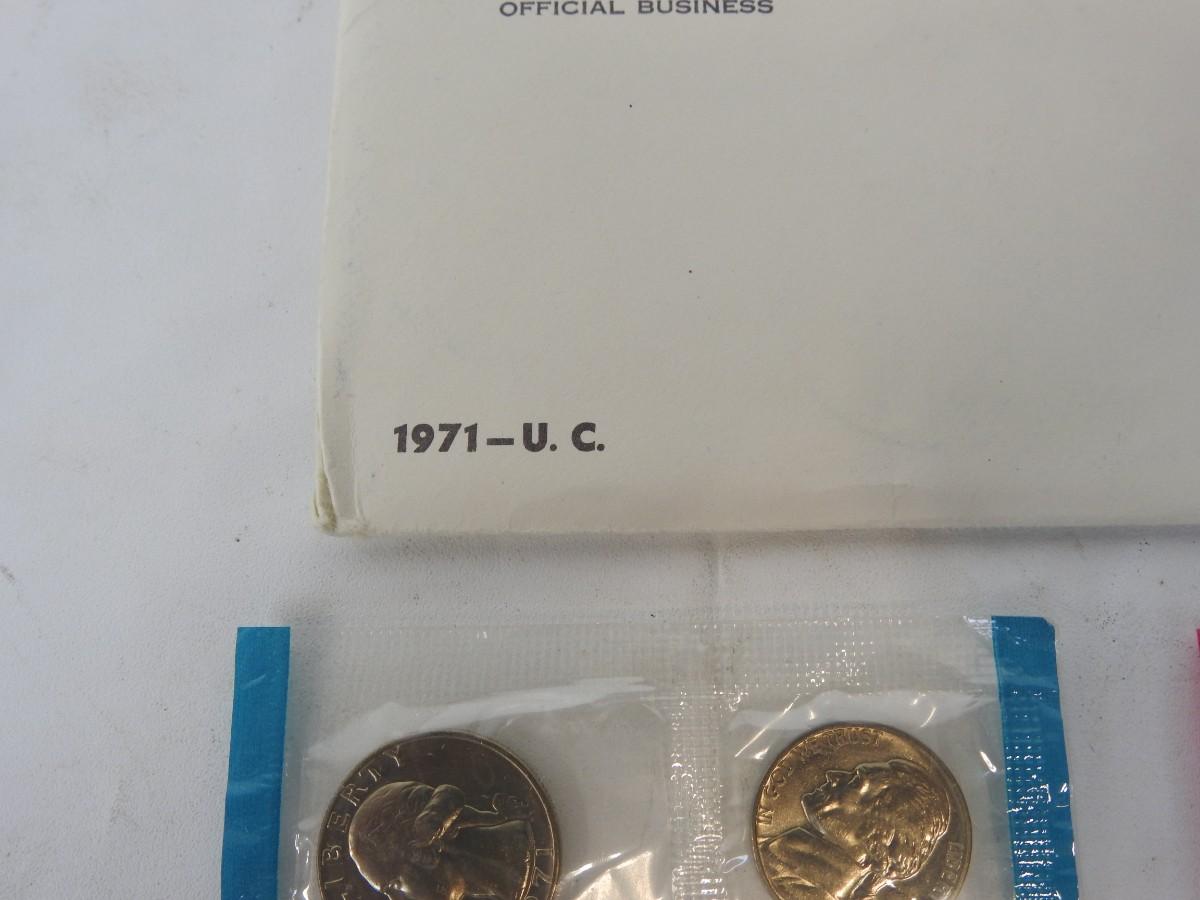 OFFICIAL BUSINESS
1971—U. C.
LIBERTY
IN GOD WE TRUST